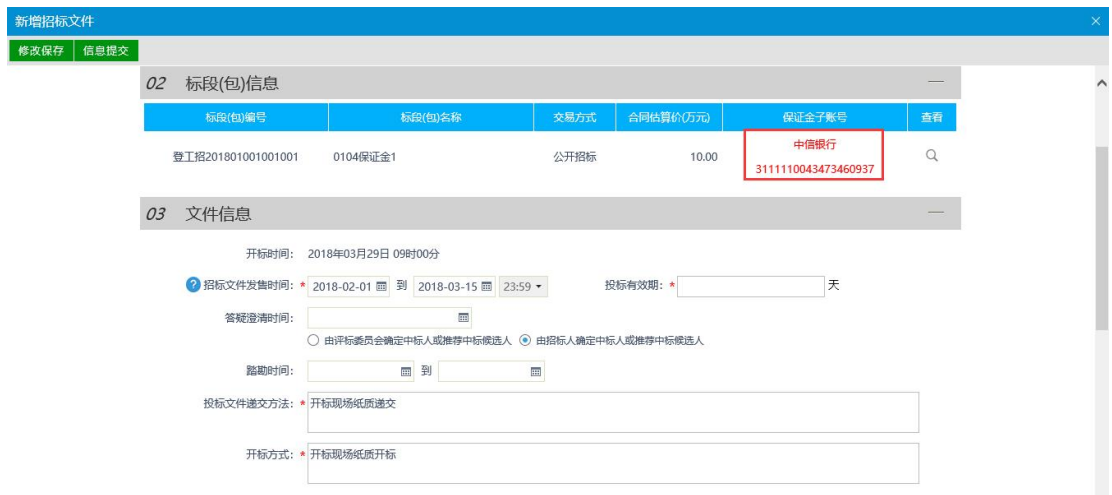 新增招标文件
修改保存 信息提交
02 标段(包)信息
标段(包)编号 标段(包)名称 交易方式 合同估算价(万元) 保证金子账号 查看
登工招201801001001001 0104保证金1 公开招标 10.00 中信银行
3111110043473460937
03 文件信息
开标时间: 2018年03月29日 09时00分
招标文件发售时间: * 2018-02-01 到 2018-03-15 23:59 投标有效期: * 天
答疑澄清时间:
由评标委员会确定中标人或推荐中标候选人 由招标人确定中标人或推荐中标候选人
踏勘时间: 到
投标文件递交方法: * 开标现场纸质递交
开标方式: * 开标现场纸质开标